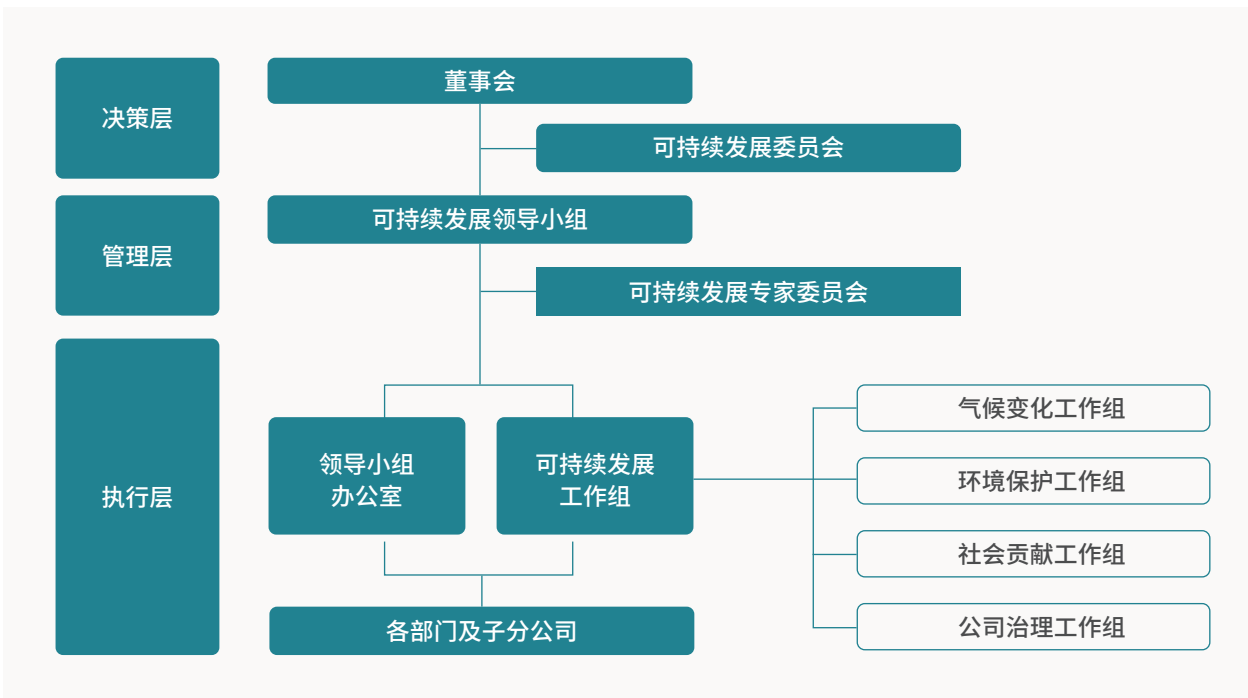 决策层
董事会
可持续发展委员会
管理层
可持续发展领导小组
可持续发展专家委员会
执行层
领导小组
办公室
可持续发展
工作组
气候变化工作组
环境保护工作组
社会贡献工作组
公司治理工作组
各部门及子分公司